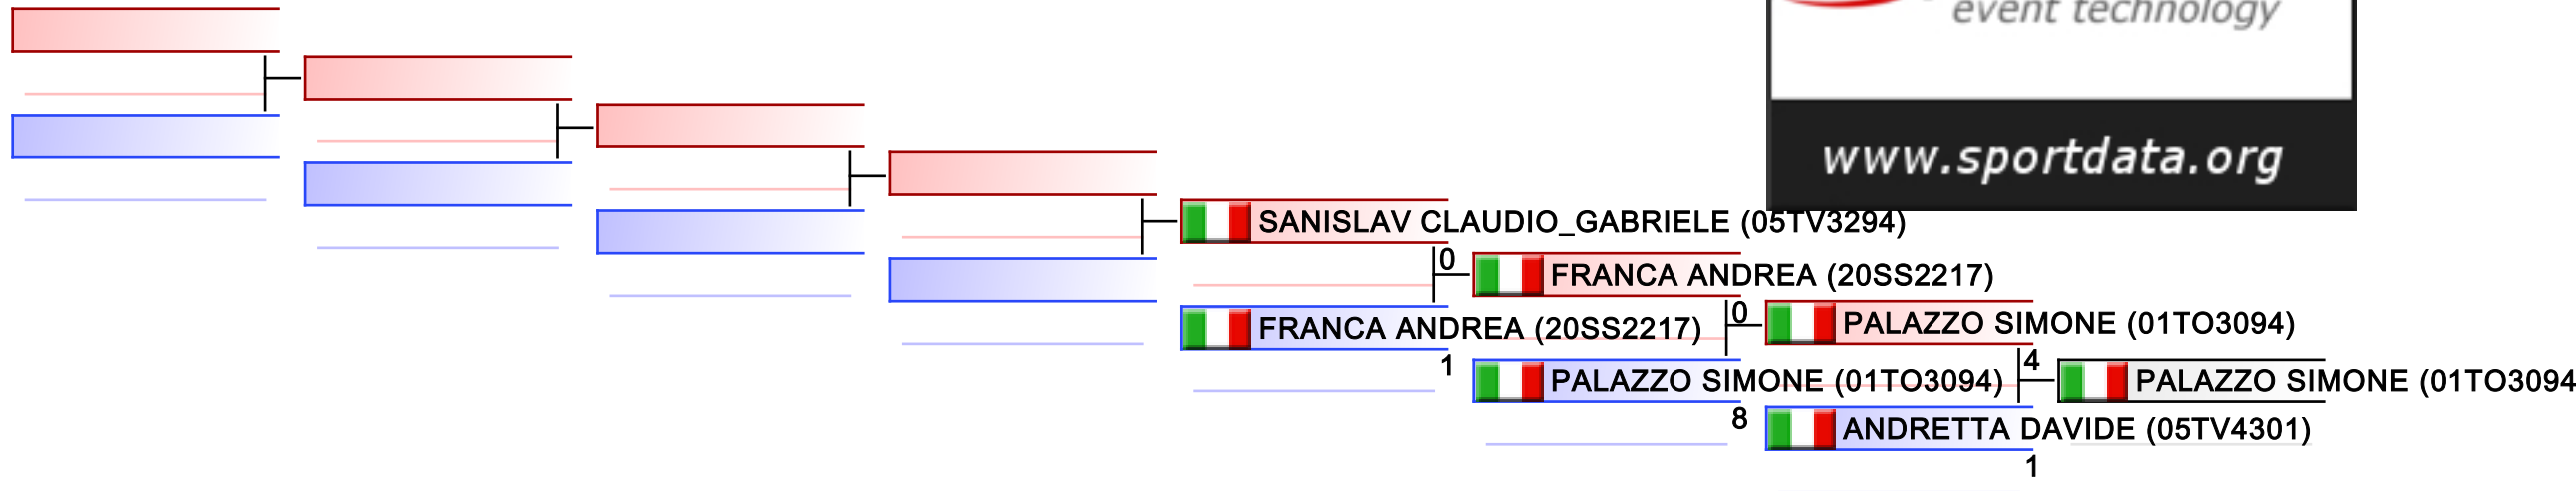 event technology
www.sportdata.org
SANISLAV CLAUDIO_GABRIELE (05TV3294)
0
FRANCA ANDREA (20SS2217)
FRANCA ANDREA (20SS2217)
1
0
PALAZZO SIMONE (01TO3094)
PALAZZO SIMONE (01TO3094)
8
4
PALAZZO SIMONE (01TO3094
ANDRETTA DAVIDE (05TV4301)
1